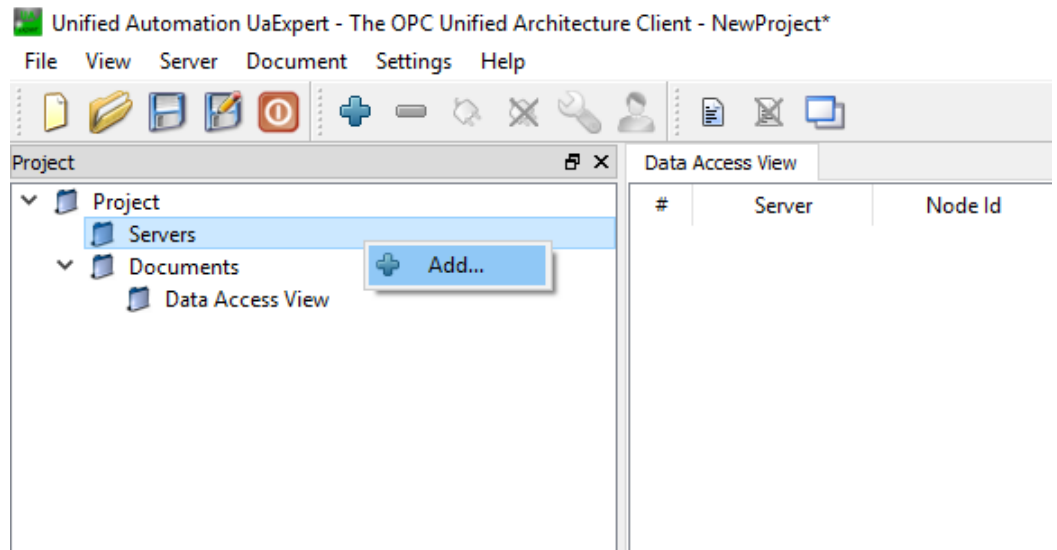 Unified Automation UaExpert - The OPC Unified Architecture Client - NewProject*
File View Server Document Settings Help
Project
Data Access View
Project
# Server Node Id
Servers
Documents
Add...
Data Access View